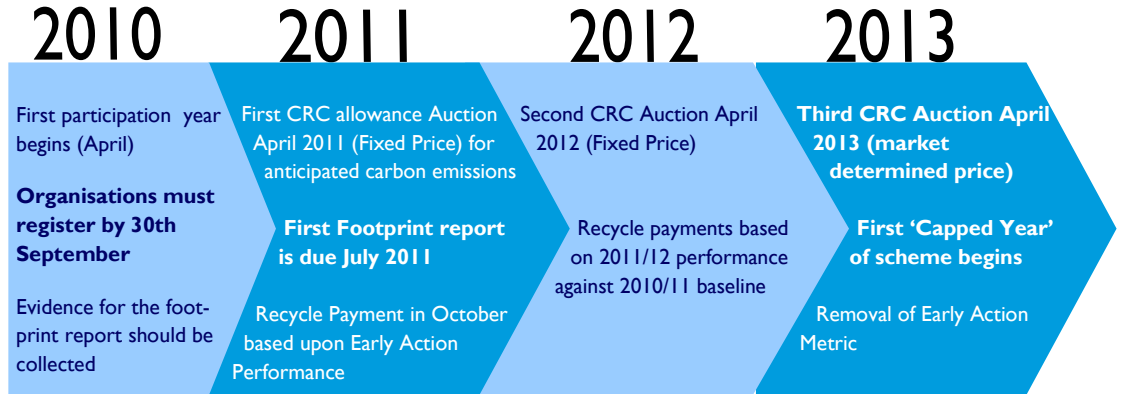 2010
First participation year
begins (April)
Organisations must
register by 30th
September
Evidence for the foot-
print report should be
collected
2011
First CRC allowance Auction
April 2011 (Fixed Price) for
anticipated carbon emissions
First Footprint report
is due July 2011
Recycle Payment in October
based upon Early Action
Performance
2012
Second CRC Auction April
2012 (Fixed Price)
Recycle payments based
on 2011/12 performance
against 2010/11 baseline
2013
Third CRC Auction April
2013 (market
determined price)
First ‘Capped Year’
of scheme begins
Removal of Early Action
Metric